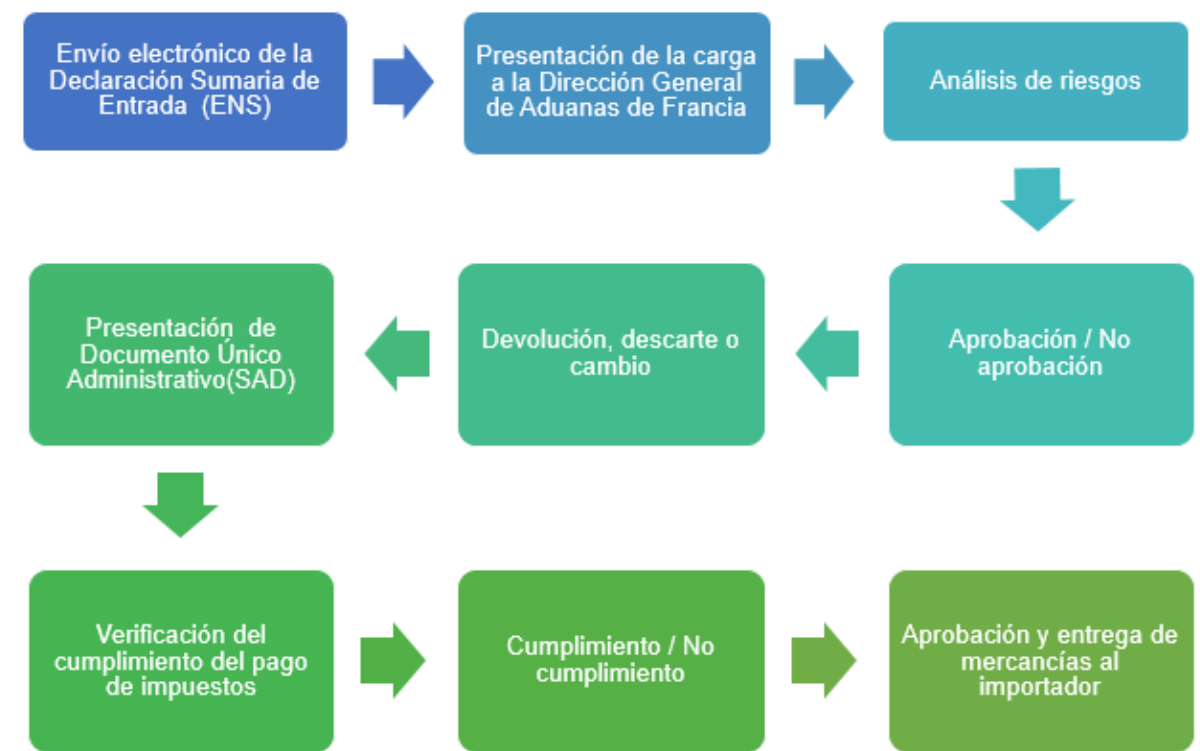 Envío electrónico de la
Declaración Sumaria de
Entrada  (ENS)
Presentación de la carga
a la Dirección General
de Aduanas de Francia
Análisis de riesgos
Aprobación / No
aprobación
Devolución, descarte o
cambio
Presentación  de
Documento Único
Administrativo(SAD)
Verificación del
cumplimiento del pago
de impuestos
Cumplimiento / No
cumplimiento
Aprobación y entrega de
mercancías al
importador